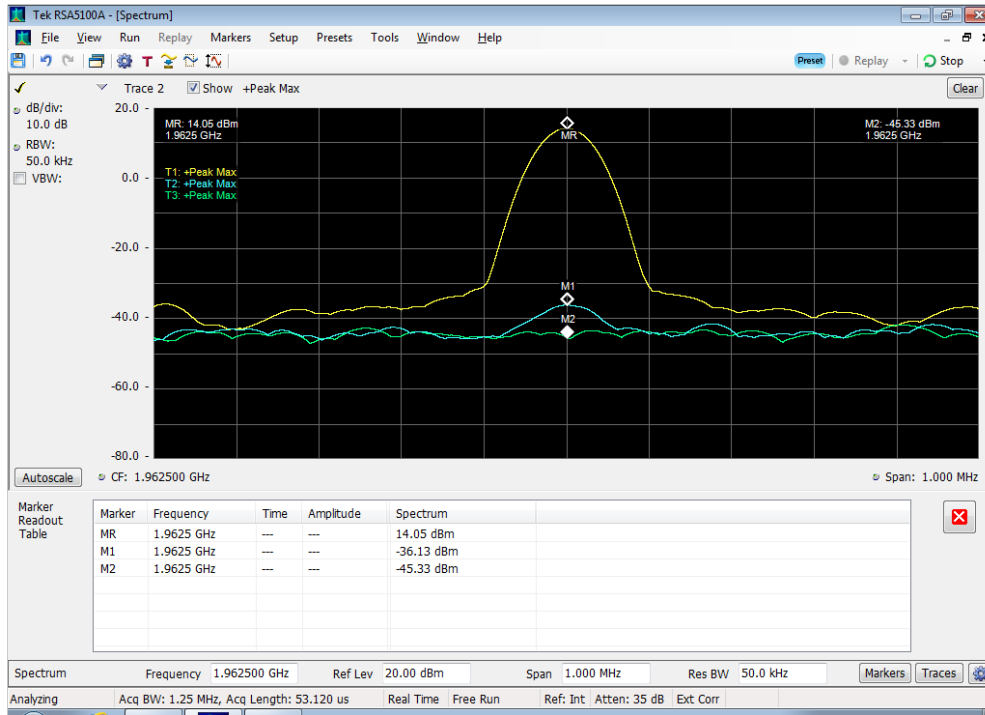 Tek RSA5100A - [Spectrum]
File View Run Replay Markers Setup Presets Tools Window Help
T
Preset Replay Stop
Trace 2 Show +Peak Max Clear
dB/div:
10.0 dB
RBW:
50.0 kHz
VBW:
20.0 -
0.0 -
-20.0 -
-40.0 -
-60.0 -
-80.0 -
MR: 14.05 dBm
1.9625 GHz
T1: +Peak Max
T2: +Peak Max
T3: +Peak Max
MR
M1
M2
M2: -45.33 dBm
1.9625 GHz
Autoscale CF: 1.962500 GHz Span: 1.000 MHz
Marker
Readout
Table
Marker Frequency Time Amplitude Spectrum
MR 1.9625 GHz --- --- 14.05 dBm
M1 1.9625 GHz --- --- -36.13 dBm
M2 1.9625 GHz --- --- -45.33 dBm
Spectrum Frequency 1.962500 GHz Ref Lev 20.00 dBm Span 1.000 MHz Res BW 50.0 kHz Markers Traces
Analyzing Acq BW: 1.25 MHz, Acq Length: 53.120 us Real Time Free Run Ref: Int Atten: 35 dB Ext Corr